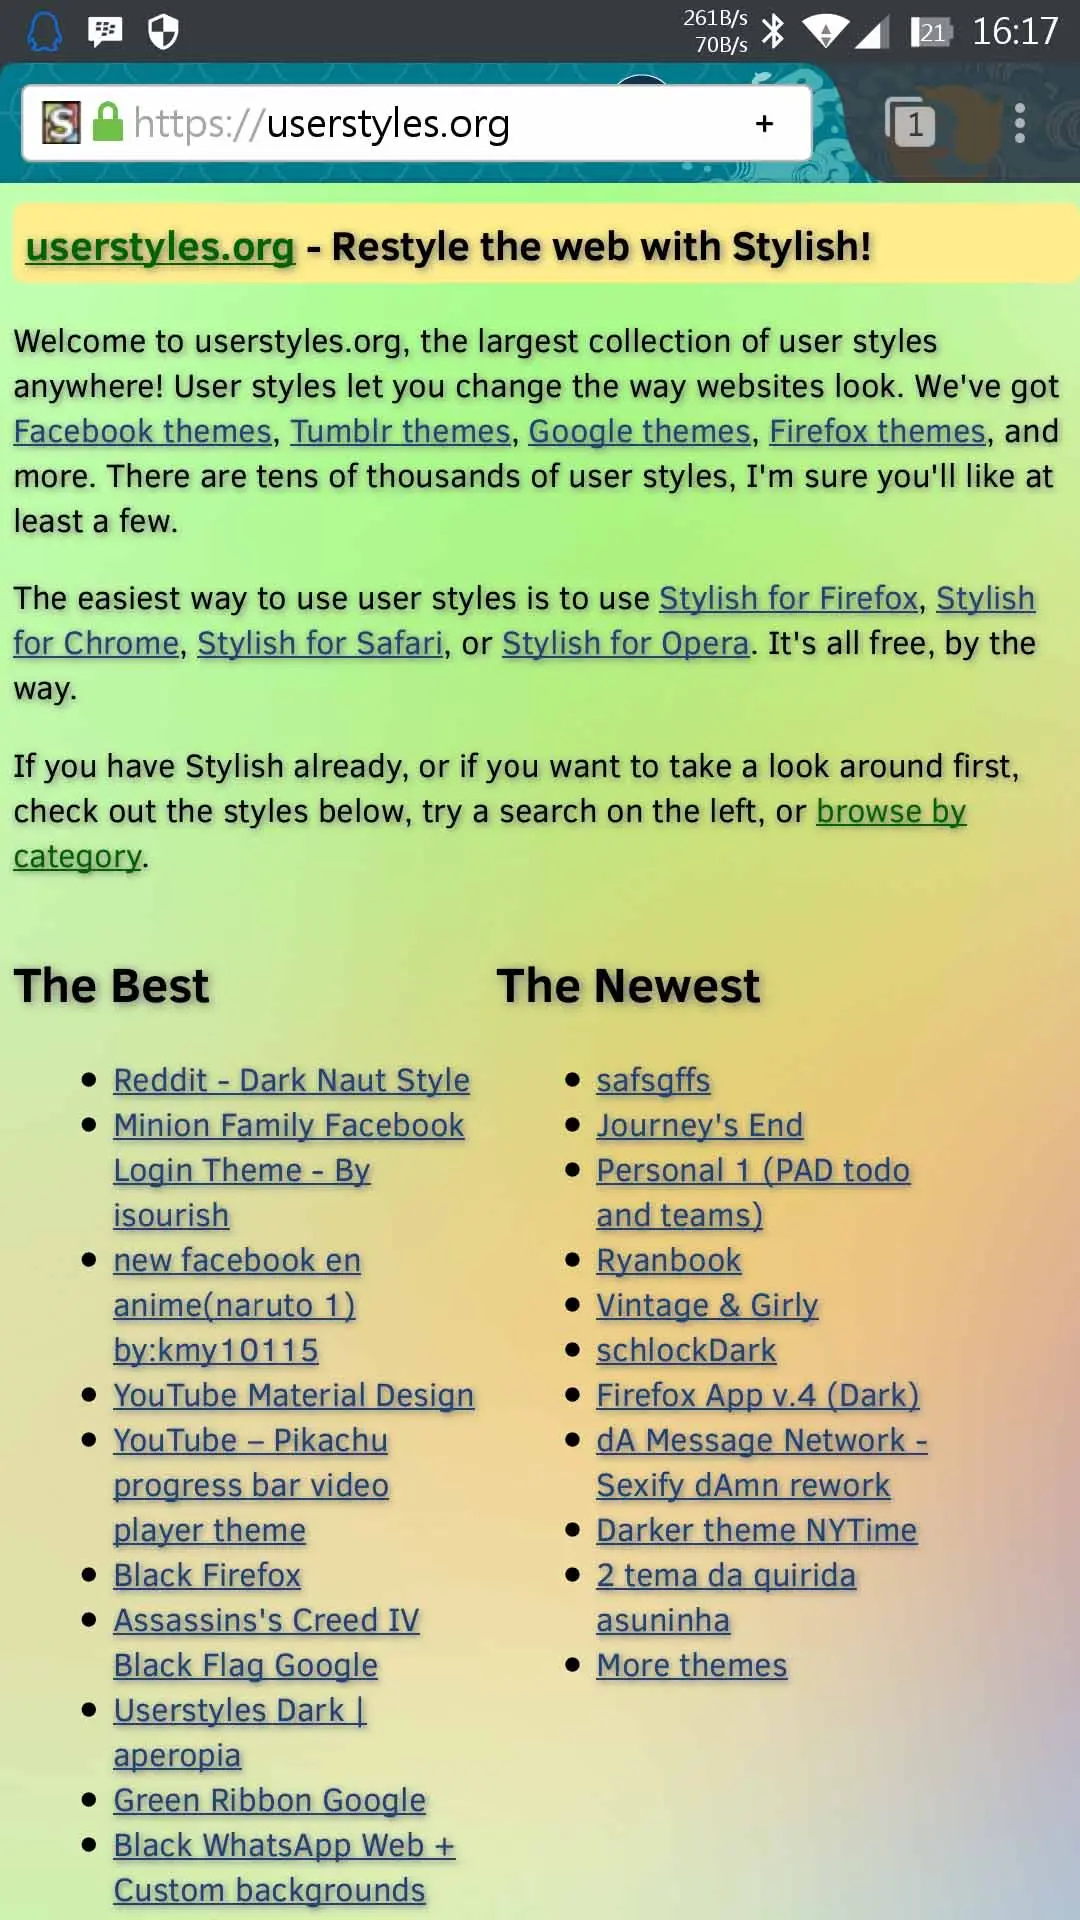 261B/s
70B/s
21
16:17
https://userstyles.org
+
1
userstyles.org - Restyle the web with Stylish!
Welcome to userstyles.org, the largest collection of user styles
anywhere! User styles let you change the way websites look. We've got
Facebook themes, Tumblr themes, Google themes, Firefox themes, and
more. There are tens of thousands of user styles, I'm sure you'll like at
least a few.
The easiest way to use user styles is to use Stylish for Firefox, Stylish
for Chrome, Stylish for Safari, or Stylish for Opera. It's all free, by the
way.
If you have Stylish already, or if you want to take a look around first,
check out the styles below, try a search on the left, or browse by
category.
The Best
Reddit - Dark Naut Style
Minion Family Facebook
Login Theme - By
isourish
new facebook en
anime(naruto 1)
by:kmy10115
YouTube Material Design
YouTube – Pikachu
progress bar video
player theme
Black Firefox
Assassins's Creed IV
Black Flag Google
Userstyles Dark |
aperopia
Green Ribbon Google
Black WhatsApp Web +
Custom backgrounds
The Newest
safsgffs
Journey's End
Personal 1 (PAD todo
and teams)
Ryanbook
Vintage & Girly
schlockDark
Firefox App v.4 (Dark)
dA Message Network -
Sexify dAmn rework
Darker theme NYTime
2 tema da quirida
asuninha
More themes